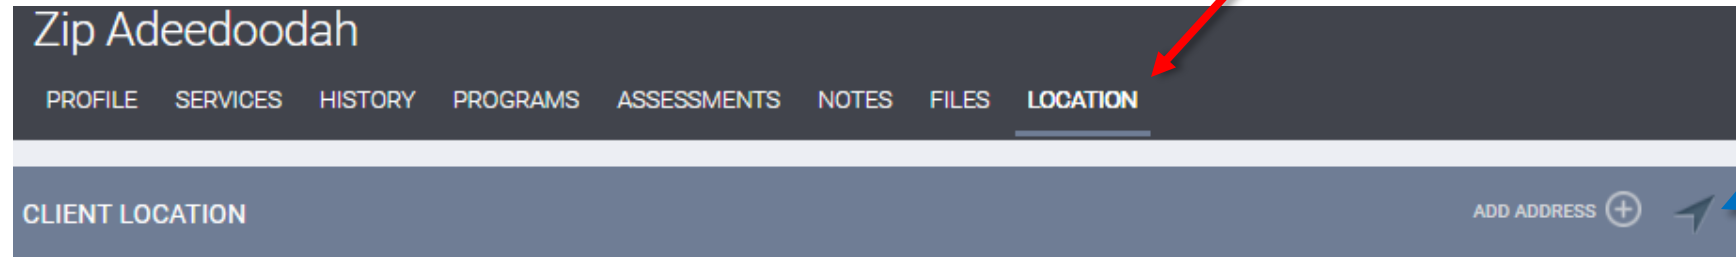 Zip Adeedoodah
PROFILE SERVICES HISTORY PROGRAMS ASSESSMENTS NOTES FILES LOCATION
CLIENT LOCATION ADD ADDRESS